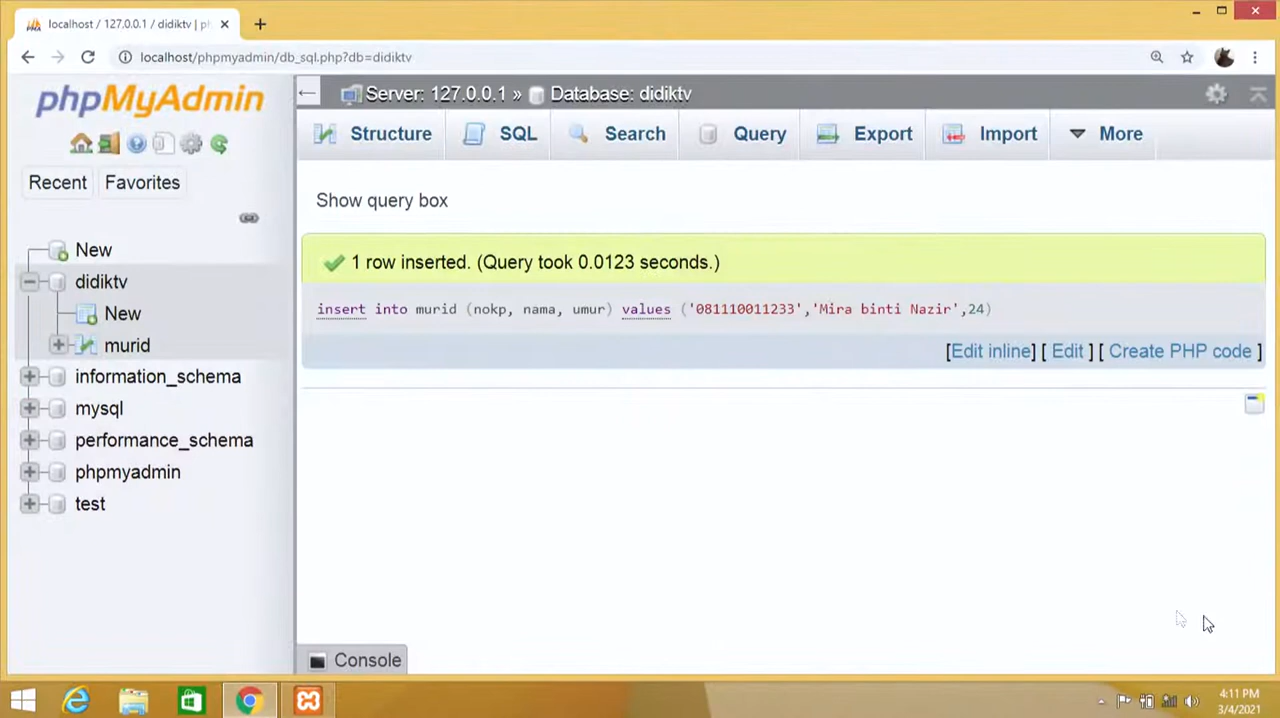 localhost / 127.0.0.1 / didiktv | p
localhost/phpmyadmin/db_sql.php?db=didiktv
phpMyAdmin
Recent Favorites
New
didiktv
New
murid
information_schema
mysql
performance_schema
phpmyadmin
test
Server: 127.0.0.1 » Database: didiktv
Structure SQL Search Query Export Import More
Show query box
1 row inserted. (Query took 0.0123 seconds.)
insert into murid (nokp, nama, umur) values ('081110011233','Mira binti Nazir',24)
[Edit inline] [ Edit ] [ Create PHP code ]
Console
4:11 PM
3/4/2021